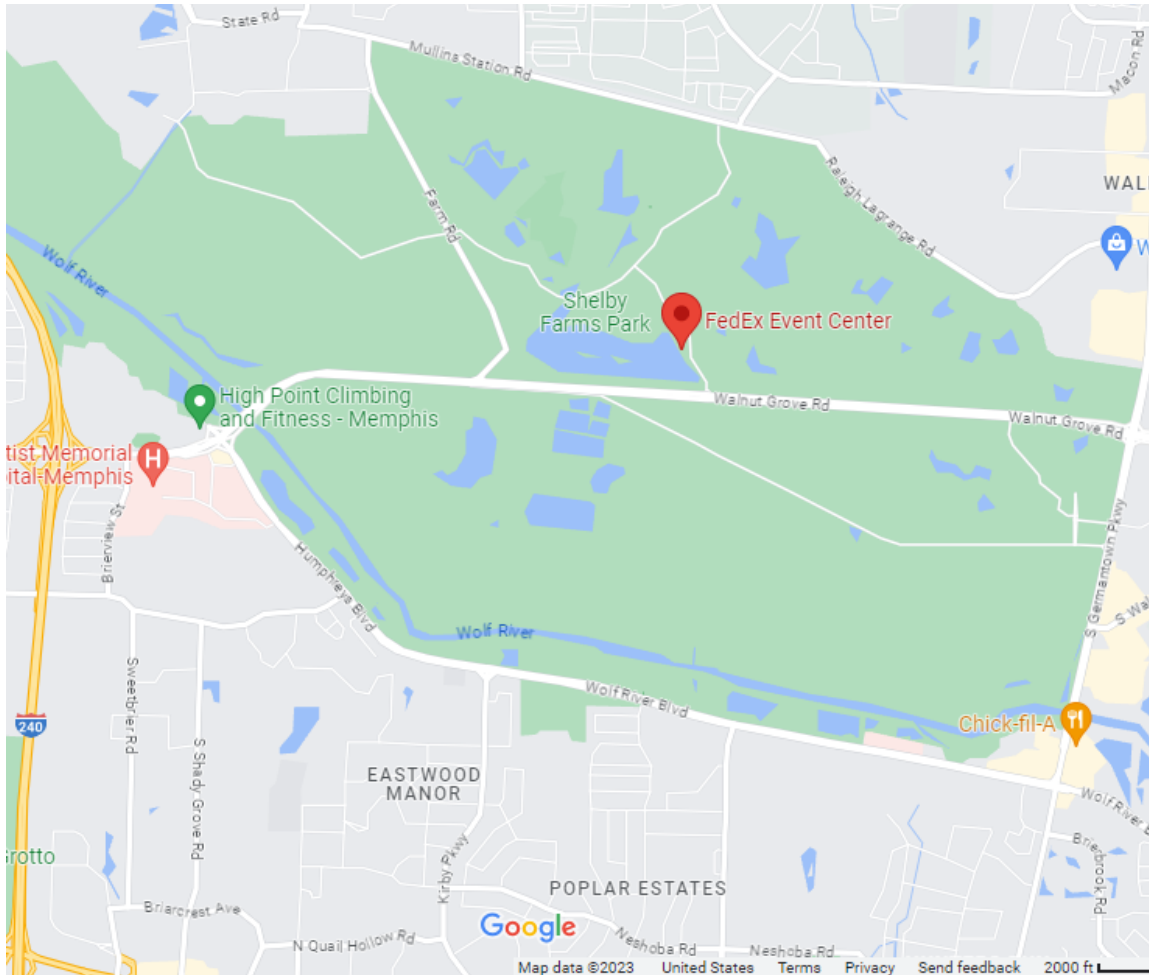 State Rd
Mullins Station Rd
Macon Rd
Raleigh Lagrange Rd
WAL
Farm Rd
W
Wolf River
Shelby
Farms Park
FedEx Event Center
High Point Climbing
and Fitness - Memphis
Walnut Grove Rd
Walnut Grove Rd
tist Memorial
ital-Memphis
H
Brierview St
Humphreys Blvd
S Germantown Pkwy
S Wal
Wolf River
Sweetbrier Rd
S Shady Grove Rd
Wolf River Blvd
240
Chick-fil-A
EASTWOOD
MANOR
Wolf River B
Brierbrook Rd
Kirby Pkwy
Grotto
POPLAR ESTATES
Briarcrest Ave
Google
N Quail Hollow Rd
Neshoba Rd
Neshoba Rd
Map data ©2023 United States Terms Privacy Send feedback 2000 ft